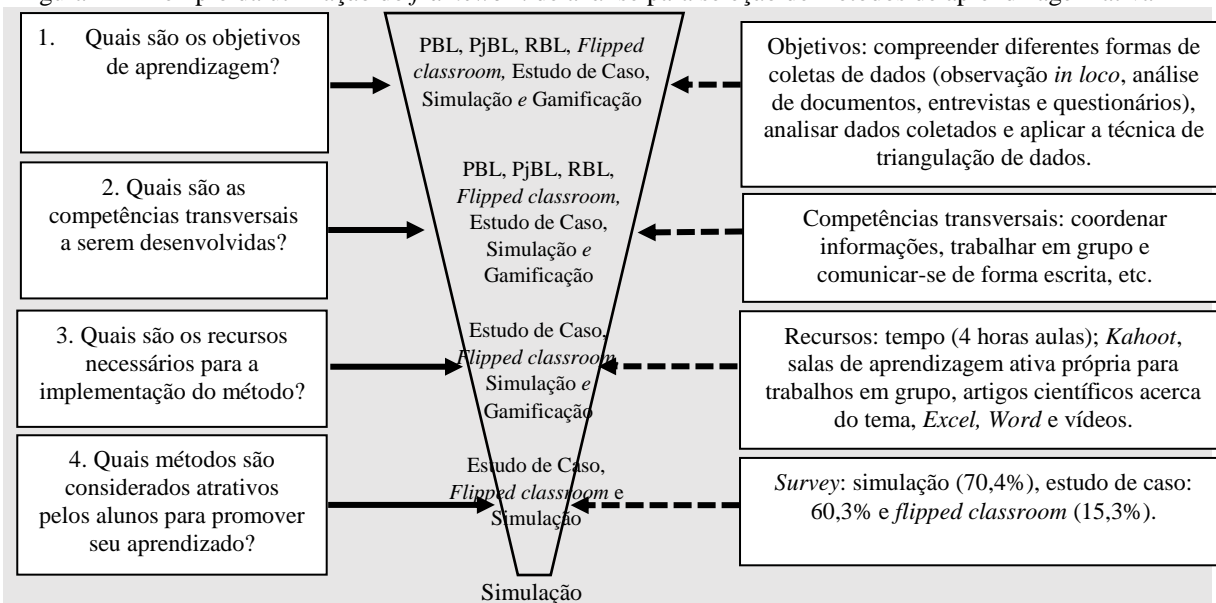 1. Quais são os objetivos
de aprendizagem?
PBL, PjBL, RBL, Flipped
classroom, Estudo de Caso,
Simulação e Gamificação
Objetivos: compreender diferentes formas de
coletas de dados (observação in loco, análise
de documentos, entrevistas e questionários),
analisar dados coletados e aplicar a técnica de
triangulação de dados.
2. Quais são as
competências transversais
a serem desenvolvidas?
PBL, PjBL, RBL,
Flipped classroom,
Estudo de Caso,
Simulação e
Gamificação
Competências transversais: coordenar
informações, trabalhar em grupo e
comunicar-se de forma escrita, etc.
3. Quais são os recursos
necessários para a
implementação do método?
Estudo de Caso,
Flipped classroom,
Simulação e
Gamificação
Recursos: tempo (4 horas aulas); Kahoot,
salas de aprendizagem ativa própria para
trabalhos em grupo, artigos científicos acerca
do tema, Excel, Word e vídeos.
4. Quais métodos são
considerados atrativos
pelos alunos para promover
seu aprendizado?
Estudo de Caso,
Flipped classroom e
Simulação
Survey: simulação (70,4%), estudo de caso:
60,3% e flipped classroom (15,3%).
Simulação